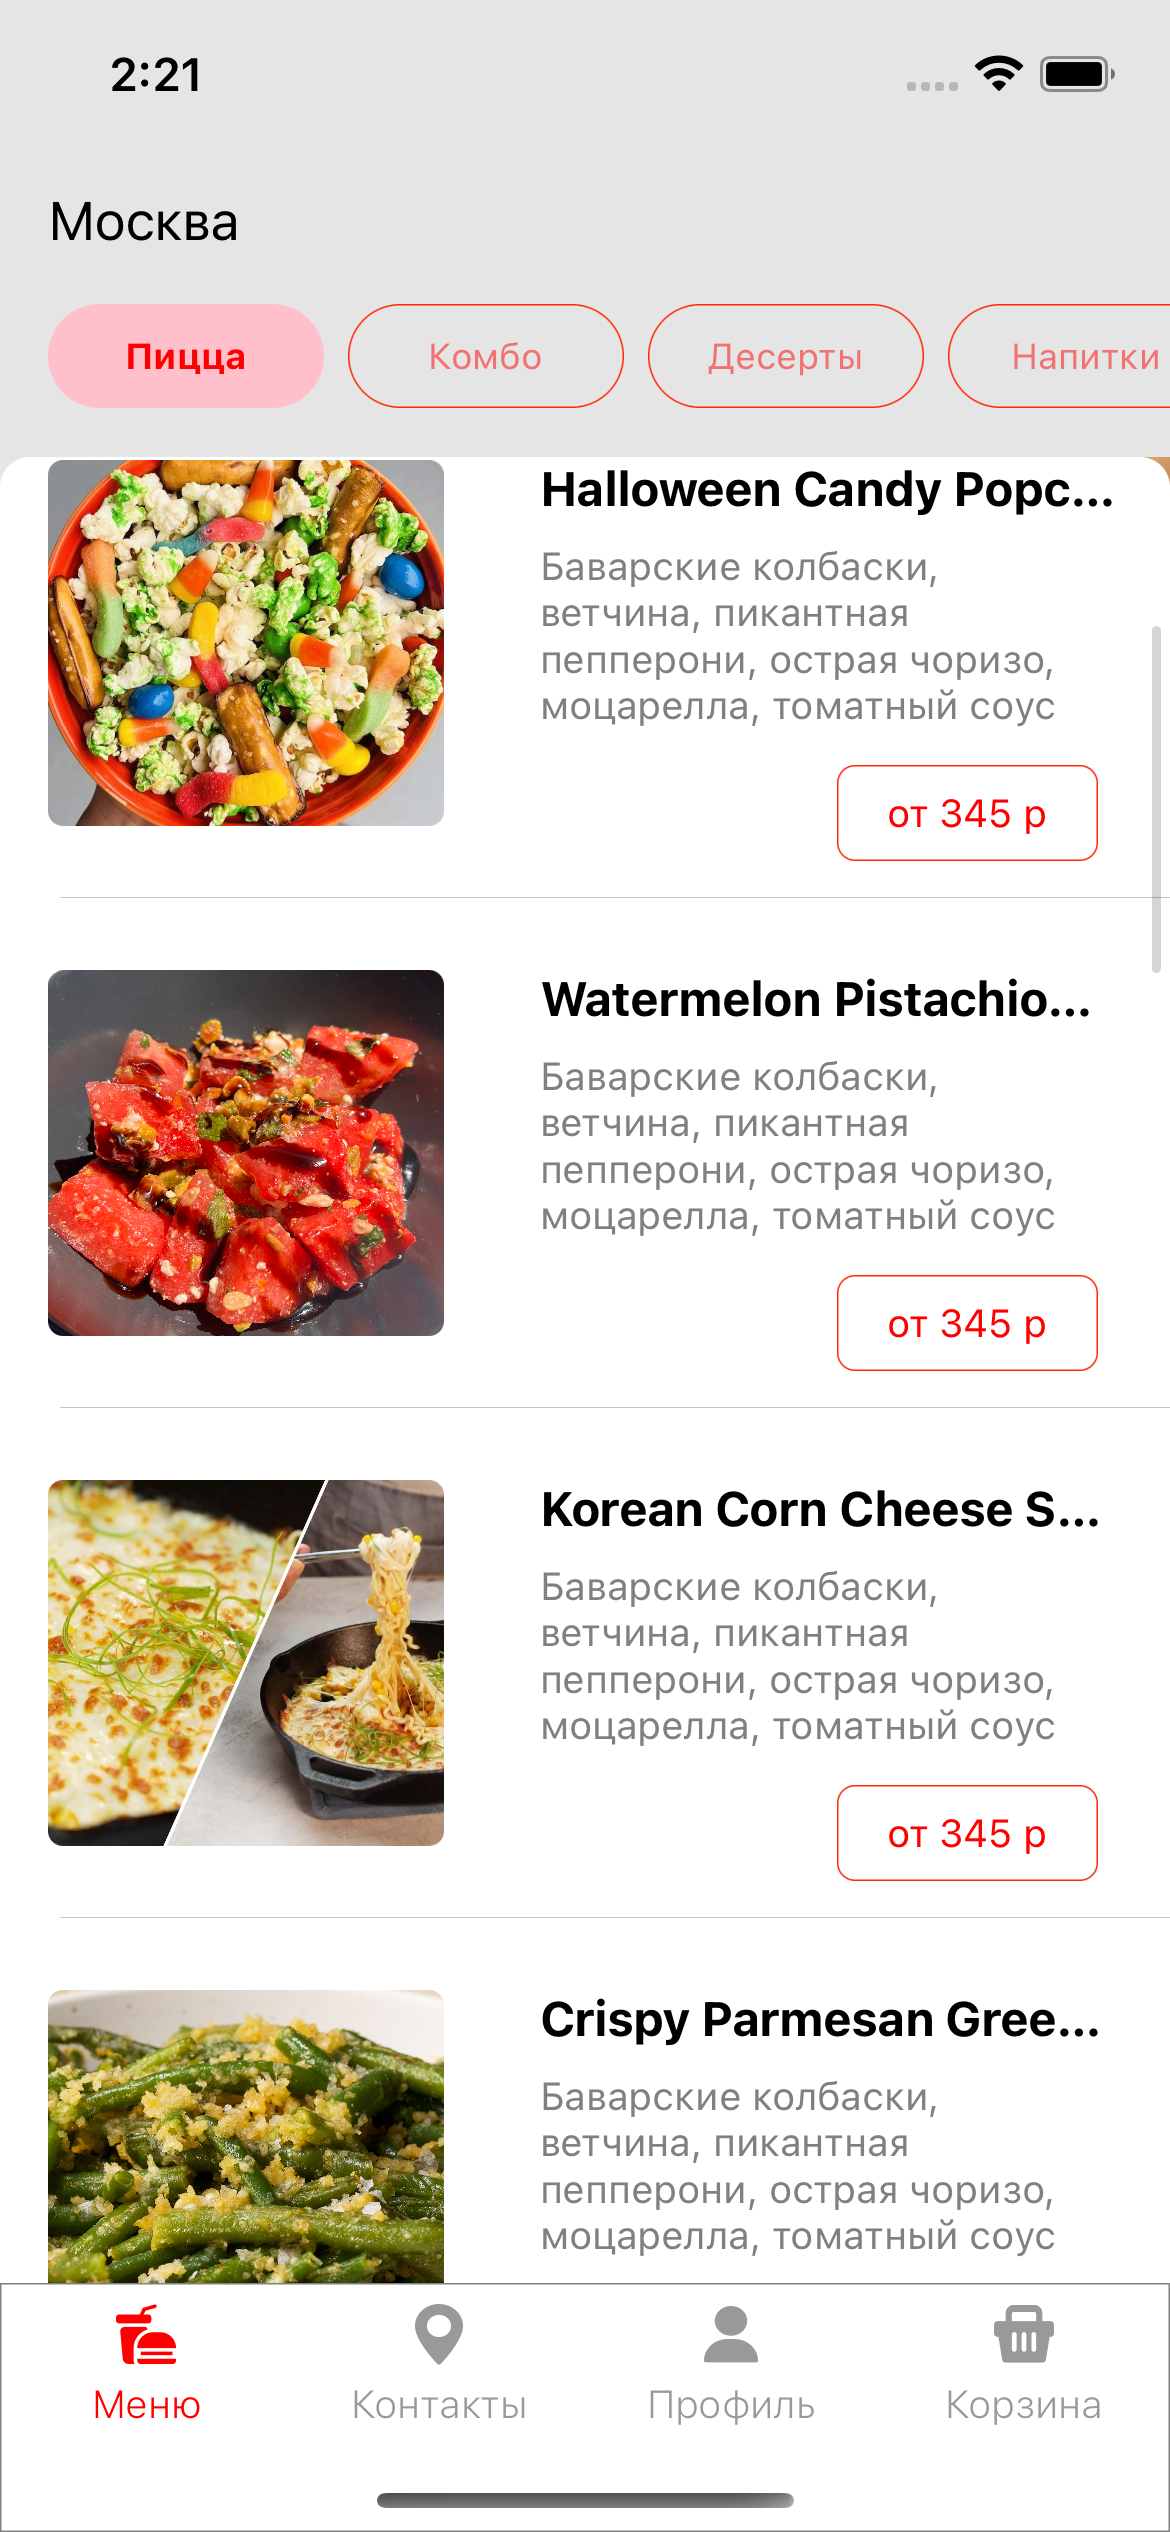 2:21
Москва
Пицца
Комбо
Десерты
Напитки
Halloween Candy Popc...
Баварские колбаски,
ветчина, пикантная
пепперони, острая чоризо,
моцарелла, томатный соус
от 345 р
Watermelon Pistachio...
Баварские колбаски,
ветчина, пикантная
пепперони, острая чоризо,
моцарелла, томатный соус
от 345 р
Korean Corn Cheese S...
Баварские колбаски,
ветчина, пикантная
пепперони, острая чоризо,
моцарелла, томатный соус
от 345 р
Crispy Parmesan Gree...
Баварские колбаски,
ветчина, пикантная
пепперони, острая чоризо,
моцарелла, томатный соус
Меню
Контакты
Профиль
Корзина